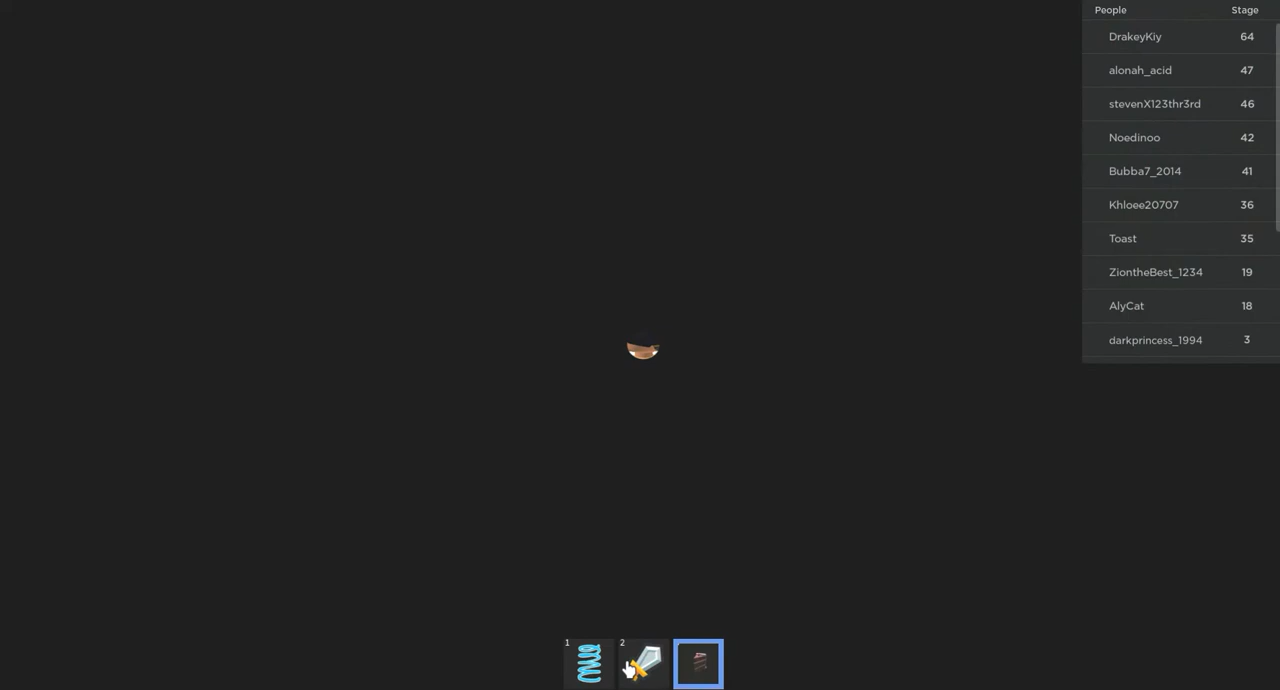 People Stage
DrakeyKiy 64
alonah_acid 47
stevenX123thr3rd 46
Noedinoo 42
Bubba7_2014 41
Khloee20707 36
Toast 35
ZiontheBest_1234 19
AlyCat 18
darkprincess_1994 3
1 2